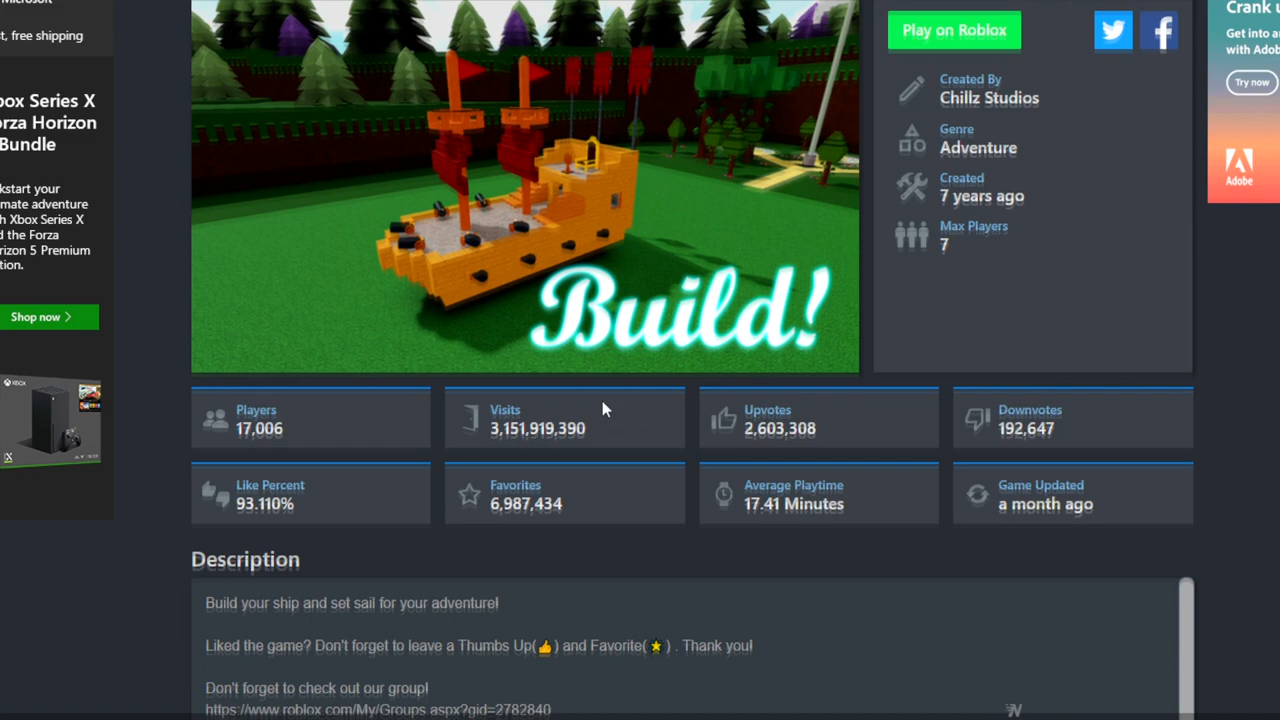 Microsoft
t, free shipping
box Series X
orza Horizon
Bundle
kstart your
mate adventure
h Xbox Series X
d the Forza
rizon 5 Premium
tion.
Shop now >
XBOX
X
Build!
Play on Roblox
Created By
Chillz Studios
Genre
Adventure
Created
7 years ago
Max Players
7
Crank u
Get into a
with Adob
Try now
Adobe
Players
17,006
Visits
3,151,919,390
Upvotes
2,603,308
Downvotes
192,647
Like Percent
93.110%
Favorites
6,987,434
Average Playtime
17.41 Minutes
Game Updated
a month ago
Description
Build your ship and set sail for your adventure!
Liked the game? Don't forget to leave a Thumbs Up(👍) and Favorite(⭐) . Thank you!
Don't forget to check out our group!
https://www.roblox.com/My/Groups.aspx?gid=2782840